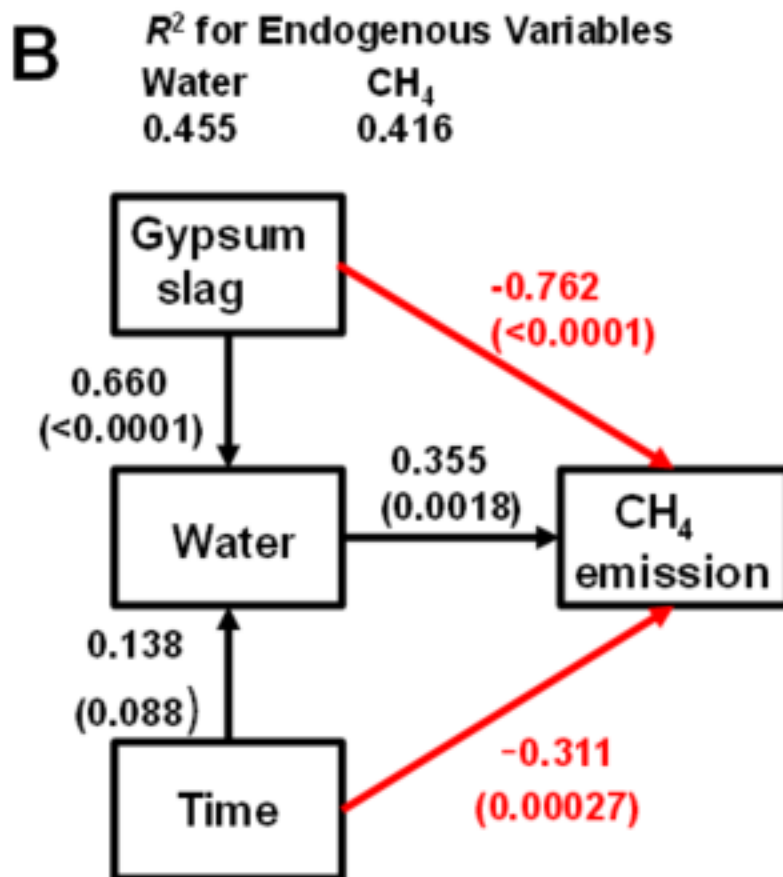 B
R² for Endogenous Variables
Water CH₄
0.455 0.416
Gypsum
slag
-0.762
(<0.0001)
0.660
(<0.0001)
0.355
(0.0018)
Water
CH₄
emission
0.138
(0.088)
Time
−0.311
(0.00027)